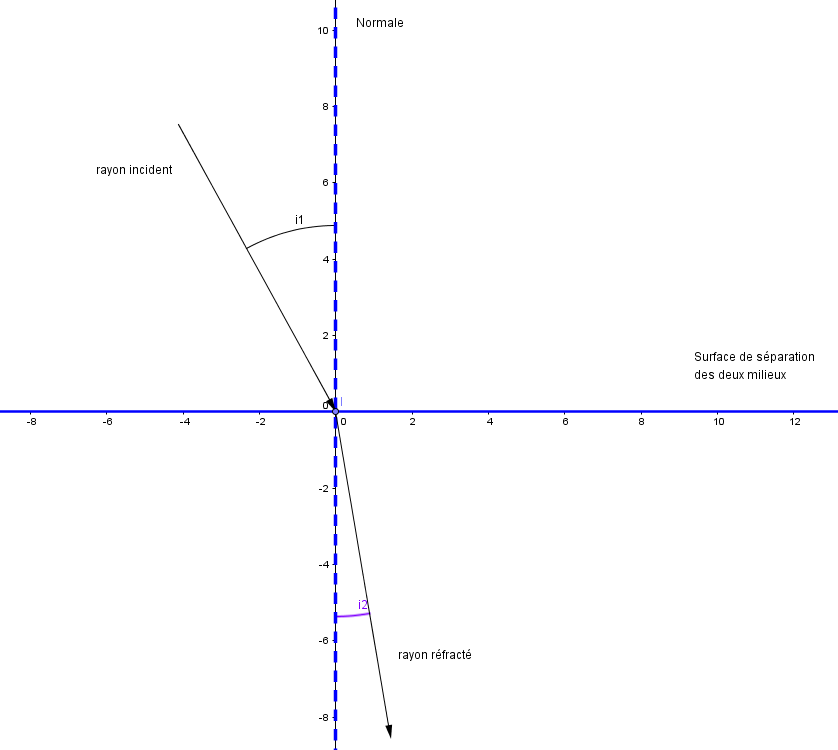 Normale
10
8
rayon incident
6
i1
4
2
Surface de séparation
des deux milieux
0
I
-8 -6 -4 -2 0 2 4 6 8 10 12
-2
-4
i2
-6
rayon réfracté
-8